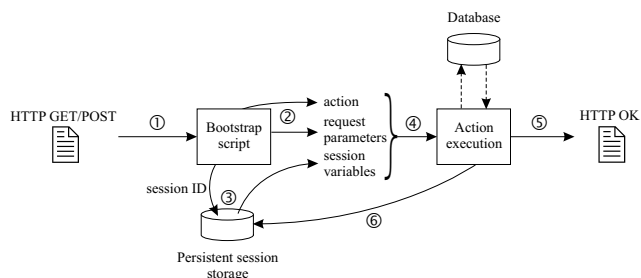 Database
HTTP GET/POST
①
Bootstrap
script
②
action
request
parameters
session
variables
④
Action
execution
⑤
HTTP OK
session ID
③
⑥
Persistent session
storage